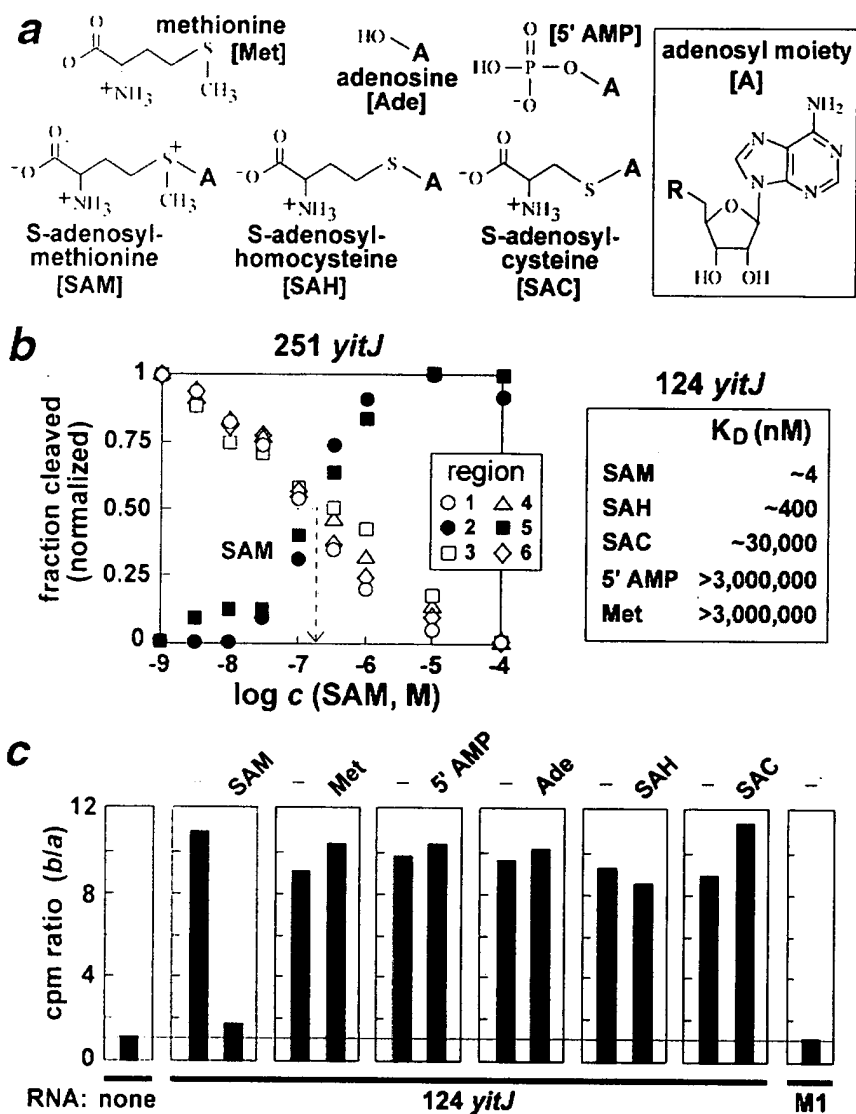 a
methionine
[Met]
O
O
S
+NH3
CH3
HO
A
adenosine
[Ade]
[5' AMP]
O
HO P O
-O
A
adenosyl moiety
[A]
NH2
N
N
N
N
R
O
HO
OH
O
-O
S+
A
+NH3
CH3
S-adenosyl-
methionine
[SAM]
O
-O
S
A
+NH3
S-adenosyl-
homocysteine
[SAH]
O
-O
S
A
+NH3
S-adenosyl-
cysteine
[SAC]
b
251 yitJ
fraction cleaved
(normalized)
1
0.75
0.50
0.25
0
SAM
region
1 4
2 5
3 6
-9 -8 -7 -6 -5 -4
log c (SAM, M)
124 yitJ
KD (nM)
SAM ~4
SAH ~400
SAC ~30,000
5' AMP >3,000,000
Met >3,000,000
c
– – SAM – Met – 5' AMP – Ade – SAH – SAC –
cpm ratio (b/a)
12
8
4
0
RNA: none 124 yitJ M1